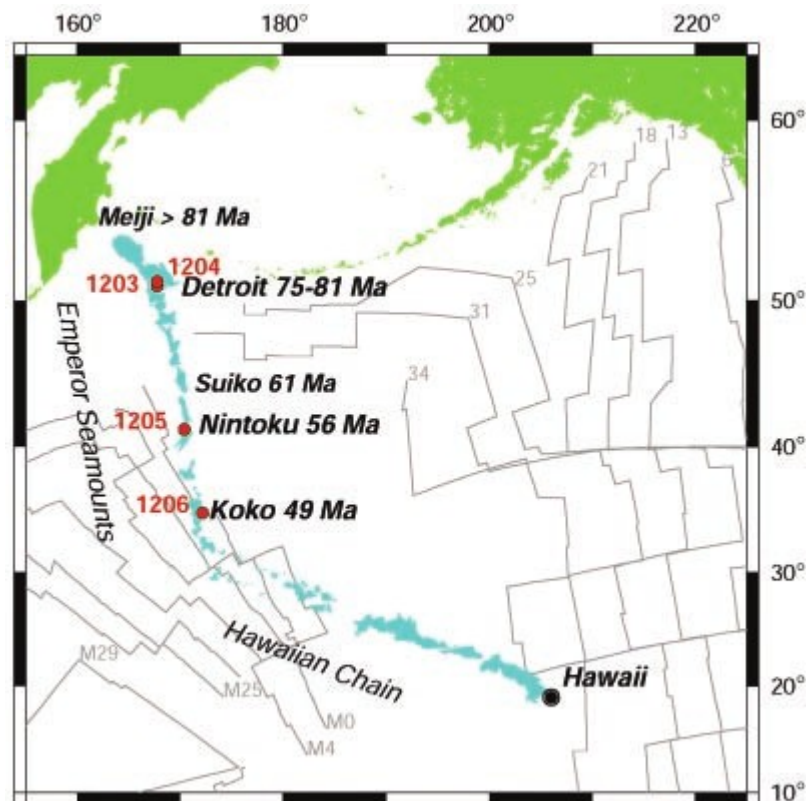 160°
180°
200°
220°
60°
50°
40°
30°
20°
10°
18
13
6
21
Meiji > 81 Ma
1204
1203
Detroit 75-81 Ma
25
31
Emperor Seamounts
34
Suiko 61 Ma
1205
Nintoku 56 Ma
1206
Koko 49 Ma
Hawaiian Chain
Hawaii
M29
M25
M0
M4